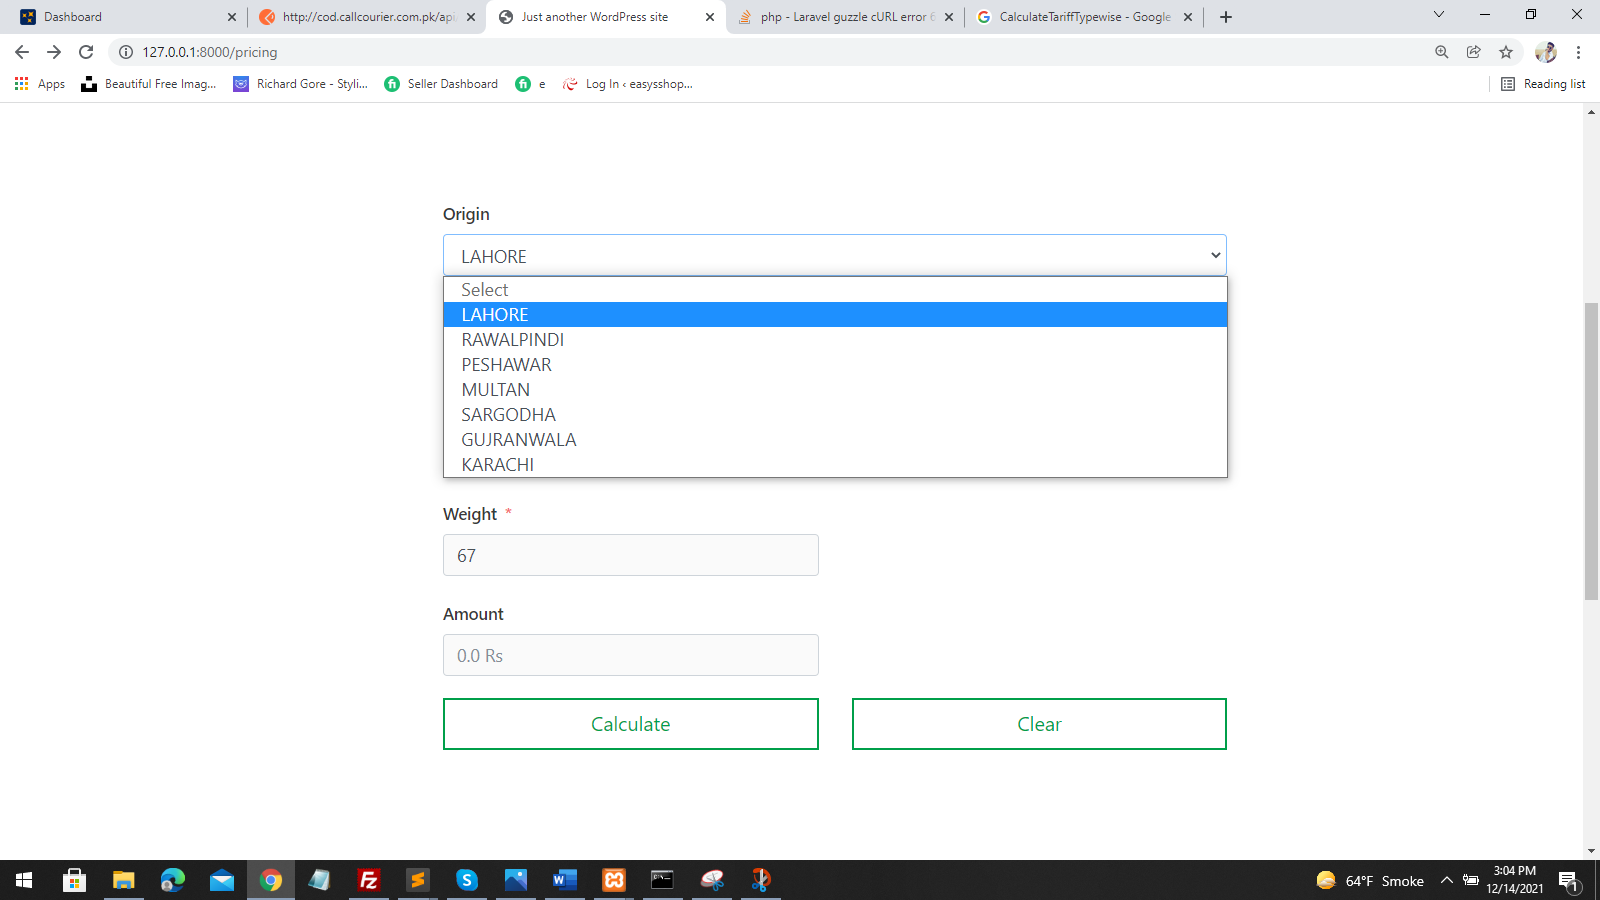 Dashboard
http://cod.callcourier.com.pk/api
Just another WordPress site
php - Laravel guzzle cURL error 6
CalculateTariffTypewise - Google
127.0.0.1:8000/pricing
Apps
Beautiful Free Imag...
Richard Gore - Styli...
Seller Dashboard
e
Log In ‹ easysshop...
Reading list
Origin
LAHORE
Select
LAHORE
RAWALPINDI
PESHAWAR
MULTAN
SARGODHA
GUJRANWALA
KARACHI
Weight *
67
Amount
0.0 Rs
Calculate
Clear
64°F Smoke
3:04 PM
12/14/2021
1